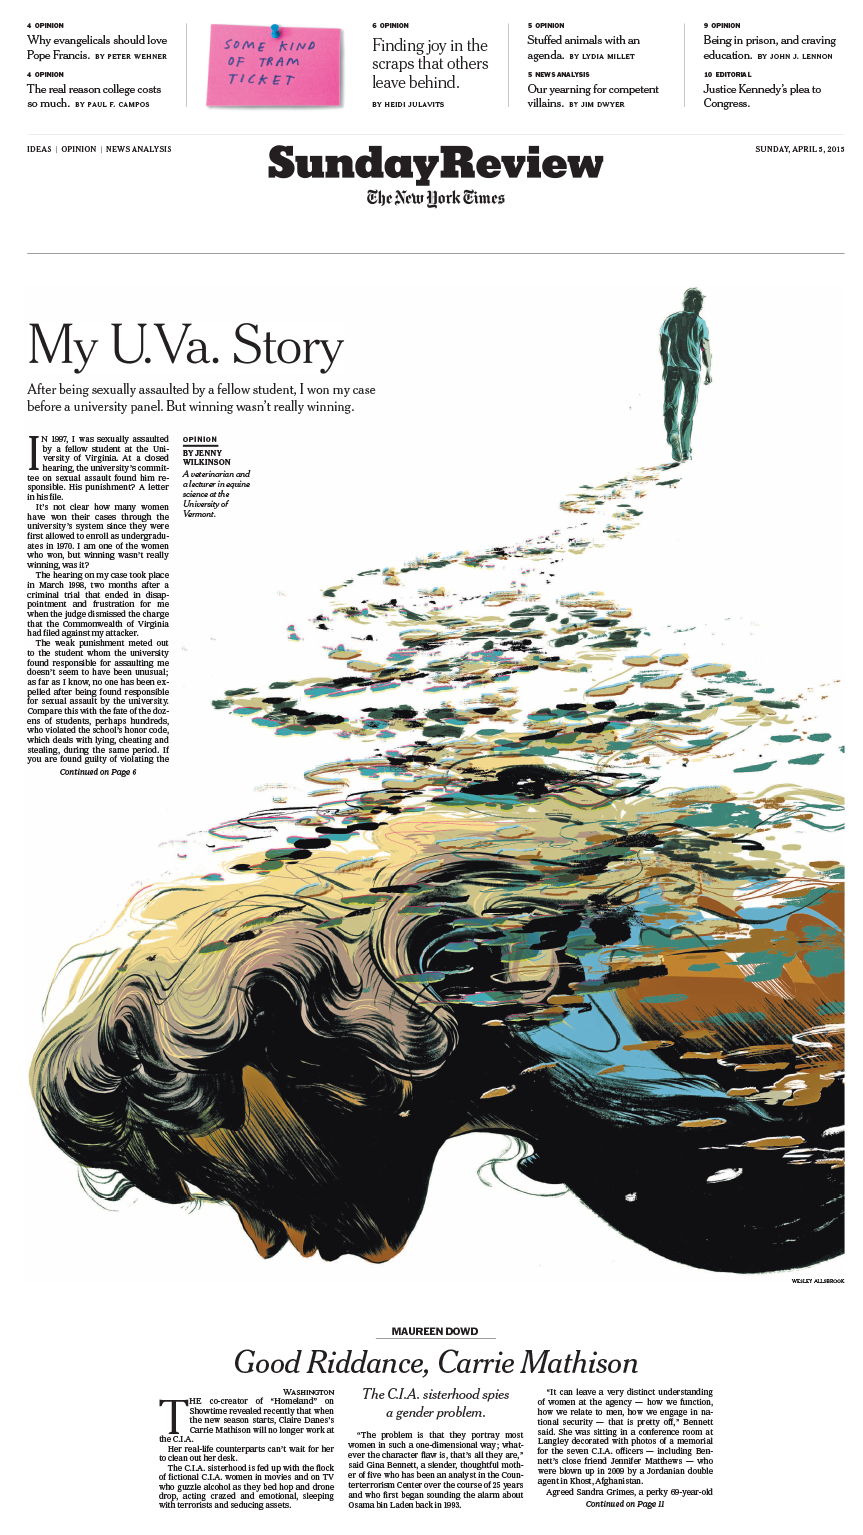 4 OPINION
Why evangelicals should love
Pope Francis. BY PETER WEHNER
4 OPINION
The real reason college costs
so much. BY PAUL F. CAMPOS
SOME KIND
OF TRAM
TICKET
6 OPINION
Finding joy in the
scraps that others
leave behind.
BY HEIDI JULAVITS
5 OPINION
Stuffed animals with an
agenda. BY LYDIA MILLET
5 NEWS ANALYSIS
Our yearning for competent
villains. BY JIM DWYER
9 OPINION
Being in prison, and craving
education. BY JOHN J. LENNON
10 EDITORIAL
Justice Kennedy's plea to
Congress.
IDEAS | OPINION | NEWS ANALYSIS
SundayReview
The New York Times
SUNDAY, APRIL 5, 2015
My U.Va. Story
After being sexually assaulted by a fellow student, I won my case
before a university panel. But winning wasn't really winning.
IN 1997, I was sexually assaulted
by a fellow student at the Uni-
versity of Virginia. At a closed
hearing, the university's commit-
tee on sexual assault found him re-
sponsible. His punishment? A letter
in his file.
It's not clear how many women
have won their cases through the
university's system since they were
first allowed to enroll as undergradu-
ates in 1970. I am one of the women
who won, but winning wasn't really
winning, was it?
The hearing on my case took place
in March 1998, two months after a
criminal trial that ended in disap-
pointment and frustration for me
when the judge dismissed the charge
that the Commonwealth of Virginia
had filed against my attacker.
The weak punishment meted out
to the student whom the university
found responsible for assaulting me
doesn't seem to have been unusual;
as far as I know, no one has been ex-
pelled after being found responsible
for sexual assault by the university.
Compare this with the fate of the doz-
ens of students, perhaps hundreds,
who violated the school's honor code,
which deals with lying, cheating and
stealing, during the same period. If
you are found guilty of violating the
Continued on Page 6
OPINION
BY JENNY
WILKINSON
A veterinarian and
a lecturer in equine
science at the
University of
Vermont.
WESLEY ALLSBROOK
MAUREEN DOWD
Good Riddance, Carrie Mathison
WASHINGTON
THE co-creator of "Homeland" on
Showtime revealed recently that when
the new season starts, Claire Danes's
Carrie Mathison will no longer work at
the C.I.A.
Her real-life counterparts can't wait for her
to clean out her desk.
The C.I.A. sisterhood is fed up with the flock
of fictional C.I.A. women in movies and on TV
who guzzle alcohol as they bed hop and drone
drop, acting crazed and emotional, sleeping
with terrorists and seducing assets.
The C.I.A. sisterhood spies
a gender problem.
"The problem is that they portray most
women in such a one-dimensional way; what-
ever the character flaw is, that's all they are,"
said Gina Bennett, a slender, thoughtful moth-
er of five who has been an analyst in the Coun-
terterrorism Center over the course of 25 years
and who first began sounding the alarm about
Osama bin Laden back in 1993.
"It can leave a very distinct understanding
of women at the agency — how we function,
how we relate to men, how we engage in na-
tional security — that is pretty off," Bennett
said. She was sitting in a conference room at
Langley decorated with photos of a memorial
for the seven C.I.A. officers — including Ben-
nett's close friend Jennifer Matthews — who
were blown up in 2009 by a Jordanian double
agent in Khost, Afghanistan.
Agreed Sandra Grimes, a perky 69-year-old
Continued on Page 11